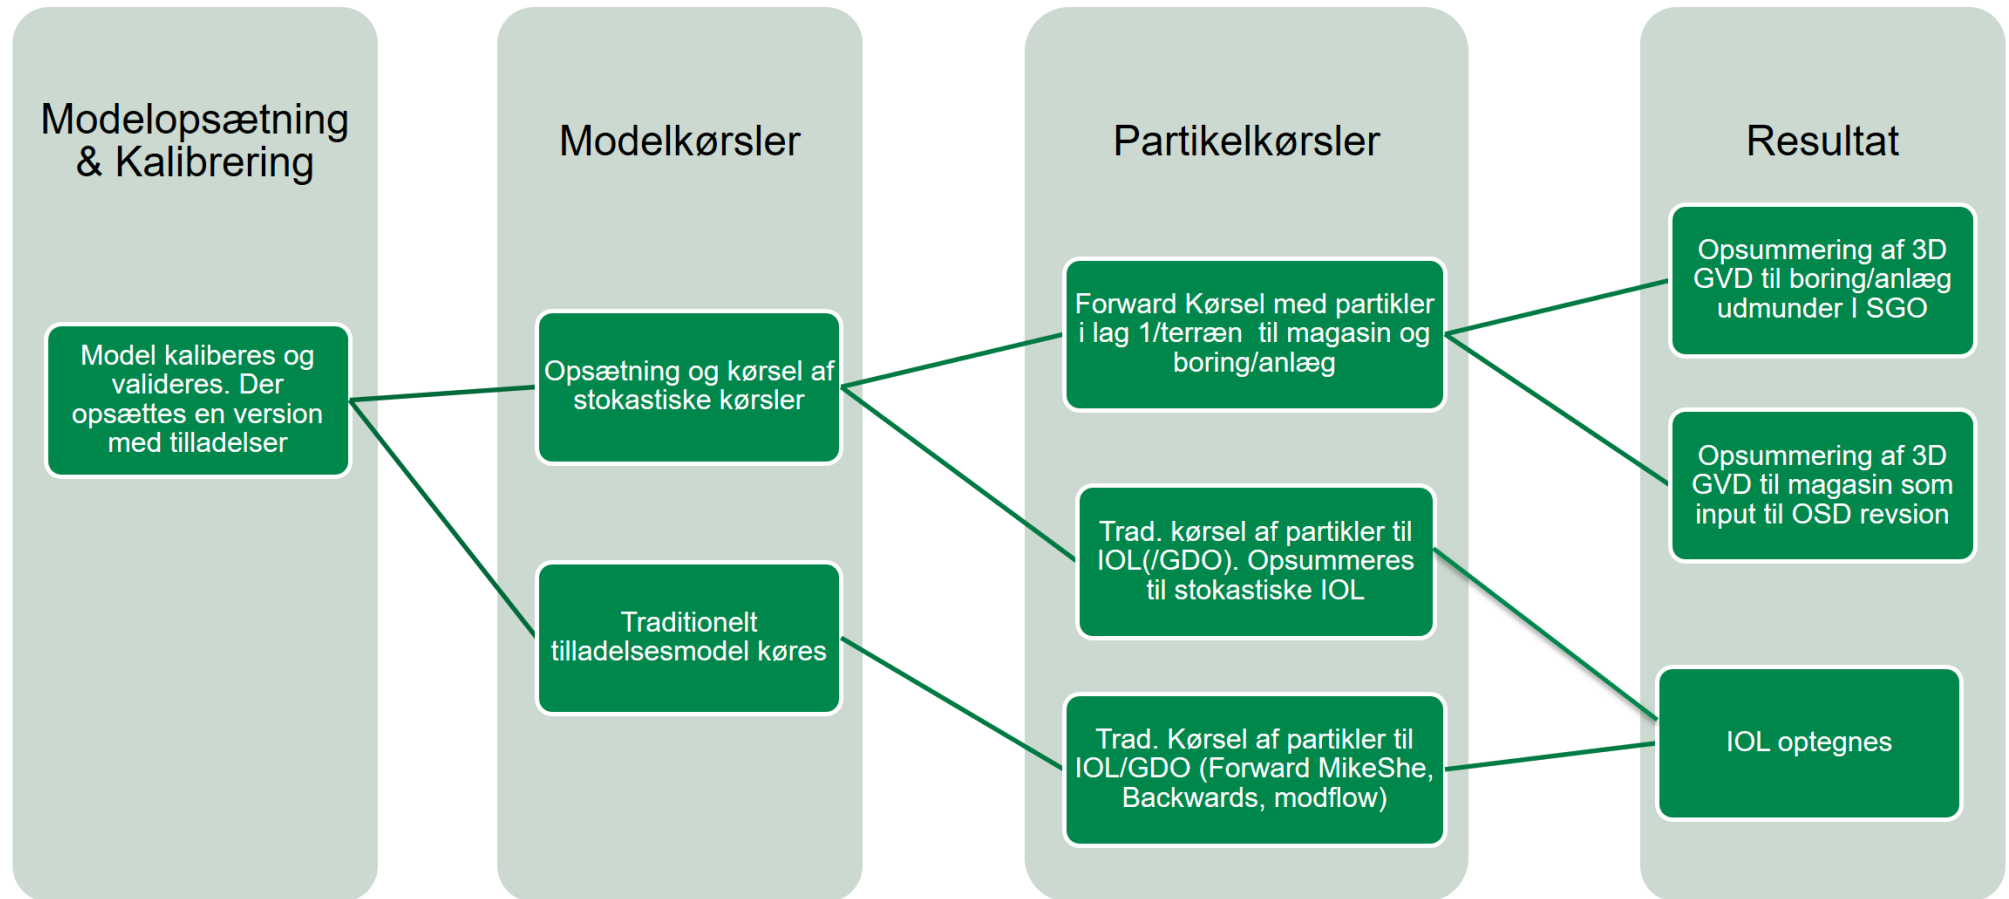 Modelopsætning
& Kalibrering
Model kaliberes og
valideres. Der
opsættes en version
med tilladelser
Modelkørsler
Opsætning og kørsel af
stokastiske kørsler
Traditionelt
tilladelsesmodel køres
Partikelkørsler
Forward Kørsel med partikler
i lag 1/terræn til magasin og
boring/anlæg
Trad. kørsel af partikler til
IOL(/GDO). Opsummeres
til stokastiske IOL
Trad. Kørsel af partikler til
IOL/GDO (Forward MikeShe,
Backwards, modflow)
Resultat
Opsummering af 3D
GVD til boring/anlæg
udmunder I SGO
Opsummering af 3D
GVD til magasin som
input til OSD revsion
IOL optegnes